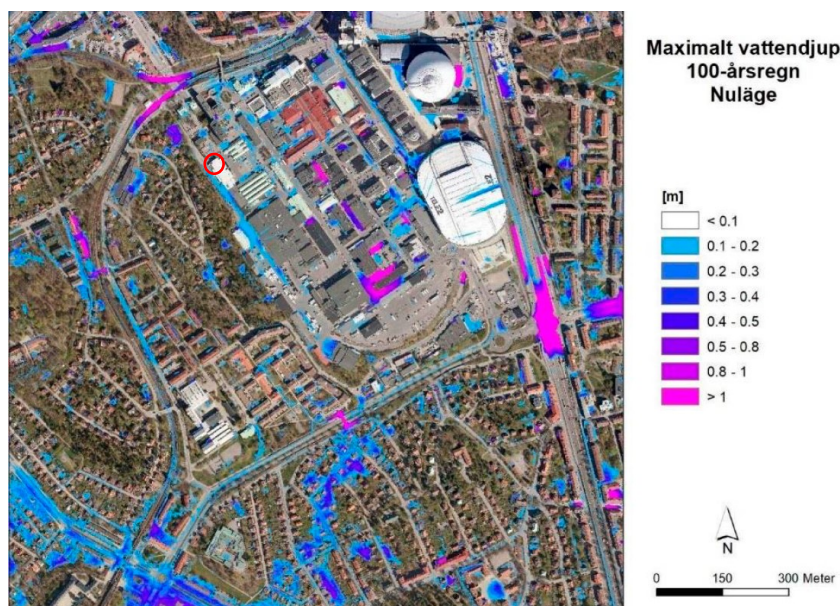 Maximalt vattendjup
100-årsregn
Nuläge
[m]
< 0.1
0.1 - 0.2
0.2 - 0.3
0.3 - 0.4
0.4 - 0.5
0.5 - 0.8
0.8 - 1
> 1
N
0 150 300 Meter